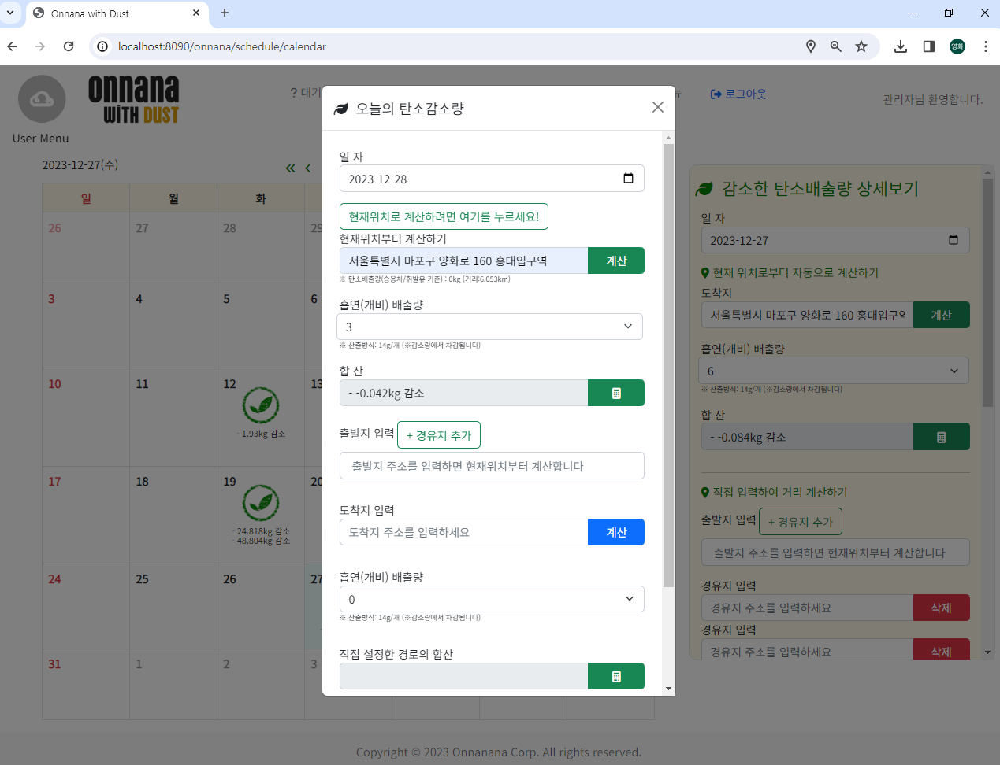 Onnana with Dust
localhost:8090/onnana/schedule/calendar
영화
onnana
WITH DUST
? 대기
로그아웃
관리자님 환영합니다.
User Menu
2023-12-27(수)
일 월 화
26 27 28 29
3 4 5 6
10 11 12 13
· 1.93kg 감소
17 18 19 20
· 24.818kg 감소
· 48.804kg 감소
24 25 26 27
31 1 2 3
오늘의 탄소감소량
일 자
2023-12-28
현재위치로 계산하려면 여기를 누르세요!
현재위치부터 계산하기
서울특별시 마포구 양화로 160 홍대입구역 계산
※ 탄소배출량(승용차/휘발유 기준) : 0kg (거리:6.053km)
흡연(개비) 배출량
3
※ 산출방식: 14g/개 (※감소량에서 차감됩니다)
합 산
- -0.042kg 감소
출발지 입력 + 경유지 추가
출발지 주소를 입력하면 현재위치부터 계산합니다
도착지 입력
도착지 주소를 입력하세요 계산
흡연(개비) 배출량
0
※ 산출방식: 14g/개 (※감소량에서 차감됩니다)
직접 설정한 경로의 합산
감소한 탄소배출량 상세보기
일 자
2023-12-27
현재 위치로부터 자동으로 계산하기
도착지
서울특별시 마포구 양화로 160 홍대입구역 계산
흡연(개비) 배출량
6
※ 산출방식: 14g/개 (※감소량에서 차감됩니다)
합 산
- -0.084kg 감소
직접 입력하여 거리 계산하기
출발지 입력 + 경유지 추가
출발지 주소를 입력하면 현재위치부터 계산합니다
경유지 입력
경유지 주소를 입력하세요 삭제
경유지 입력
경유지 주소를 입력하세요 삭제
Copyright © 2023 Onnanana Corp. All rights reserved.